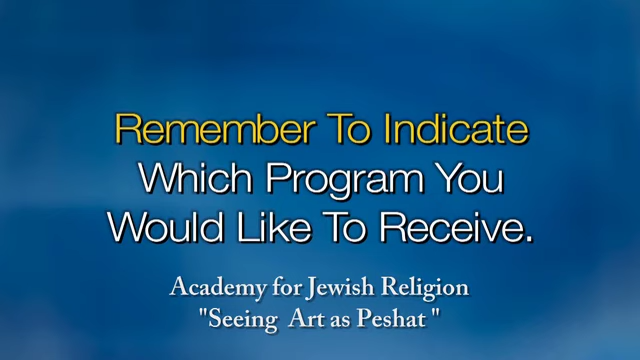 Remember To Indicate
Which Program You
Would Like To Receive.
Academy for Jewish Religion
"Seeing  Art as Peshat "